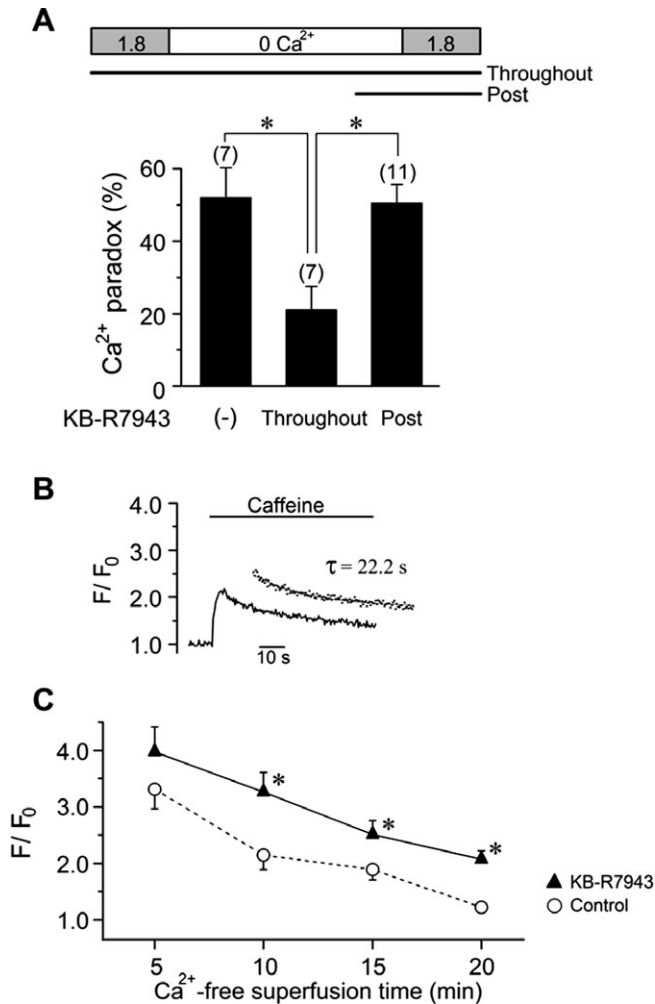 A
1.8 0 Ca²⁺ 1.8
Throughout
Post
* *
(7) (7) (11)
Ca²⁺ paradox (%)
60
40
20
0
KB-R7943 (-) Throughout Post
B
Caffeine
F/F₀
4.0
3.0
2.0
1.0
τ = 22.2 s
10 s
C
F/F₀
4.0
3.0
2.0
1.0
* * *
KB-R7943
Control
5 10 15 20
Ca²⁺-free superfusion time (min)